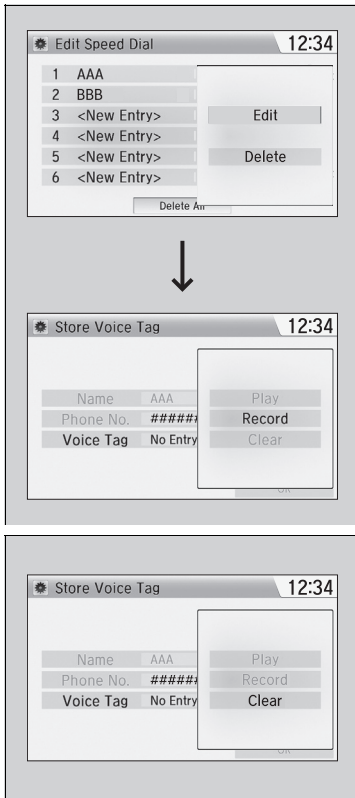 Edit Speed Dial 12:34
1 AAA
2 BBB
3 <New Entry> Edit
4 <New Entry>
5 <New Entry> Delete
6 <New Entry>
Delete All
Store Voice Tag 12:34
Name AAA Play
Phone No. ###### Record
Voice Tag No Entry Clear
OK
Store Voice Tag 12:34
Name AAA Play
Phone No. ###### Record
Voice Tag No Entry Clear
OK